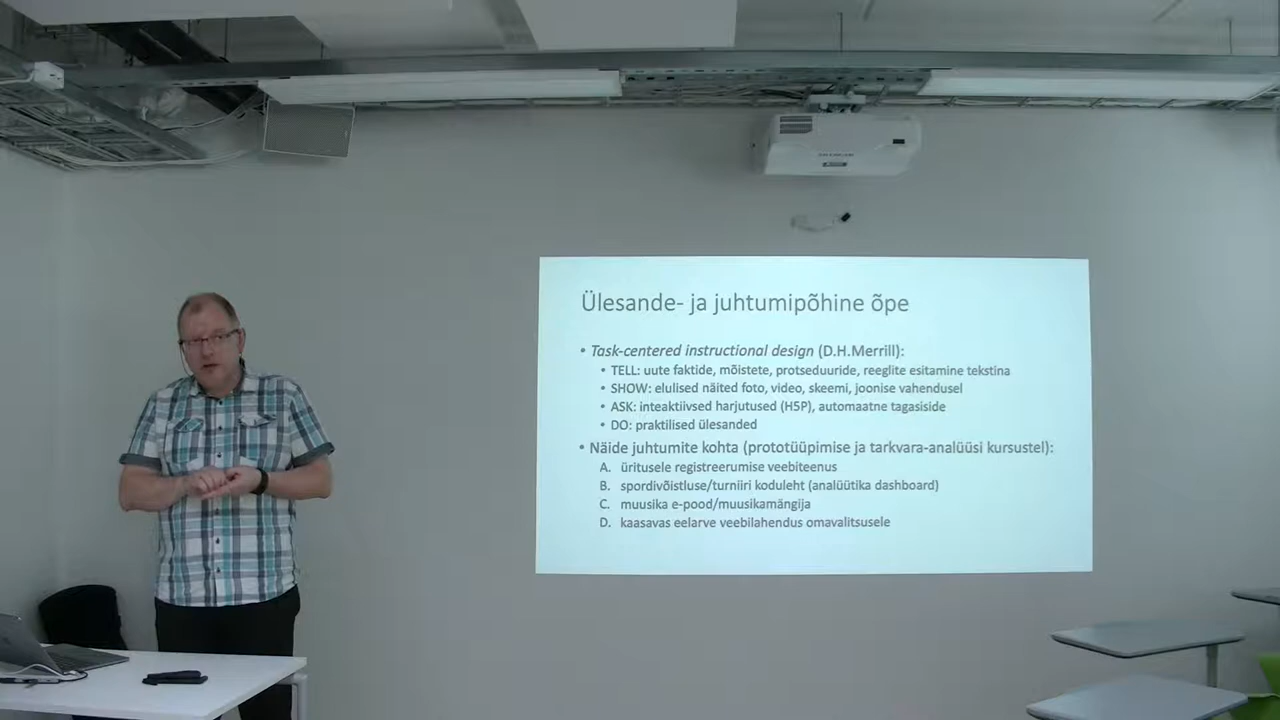 Ülesande- ja juhtumipõhine õpe
• Task-centered instructional design (D.H.Merrill):
• TELL: uute faktide, mõistete, protseduuride, reeglite esitamine tekstina
• SHOW: elulised näited foto, video, skeemi, joonise vahendusel
• ASK: inteaktiivsed harjutused (H5P), automaatne tagasiside
• DO: praktilised ülesanded
• Näide juhtumite kohta (prototüüpimise ja tarkvara-analüüsi kursustel):
A. üritusele registreerumise veebiteenus
B. spordivõistluse/turniiri koduleht (analüütika dashboard)
C. muusika e-pood/muusikamängija
D. kaasavas eelarve veebilahendus omavalitsusele